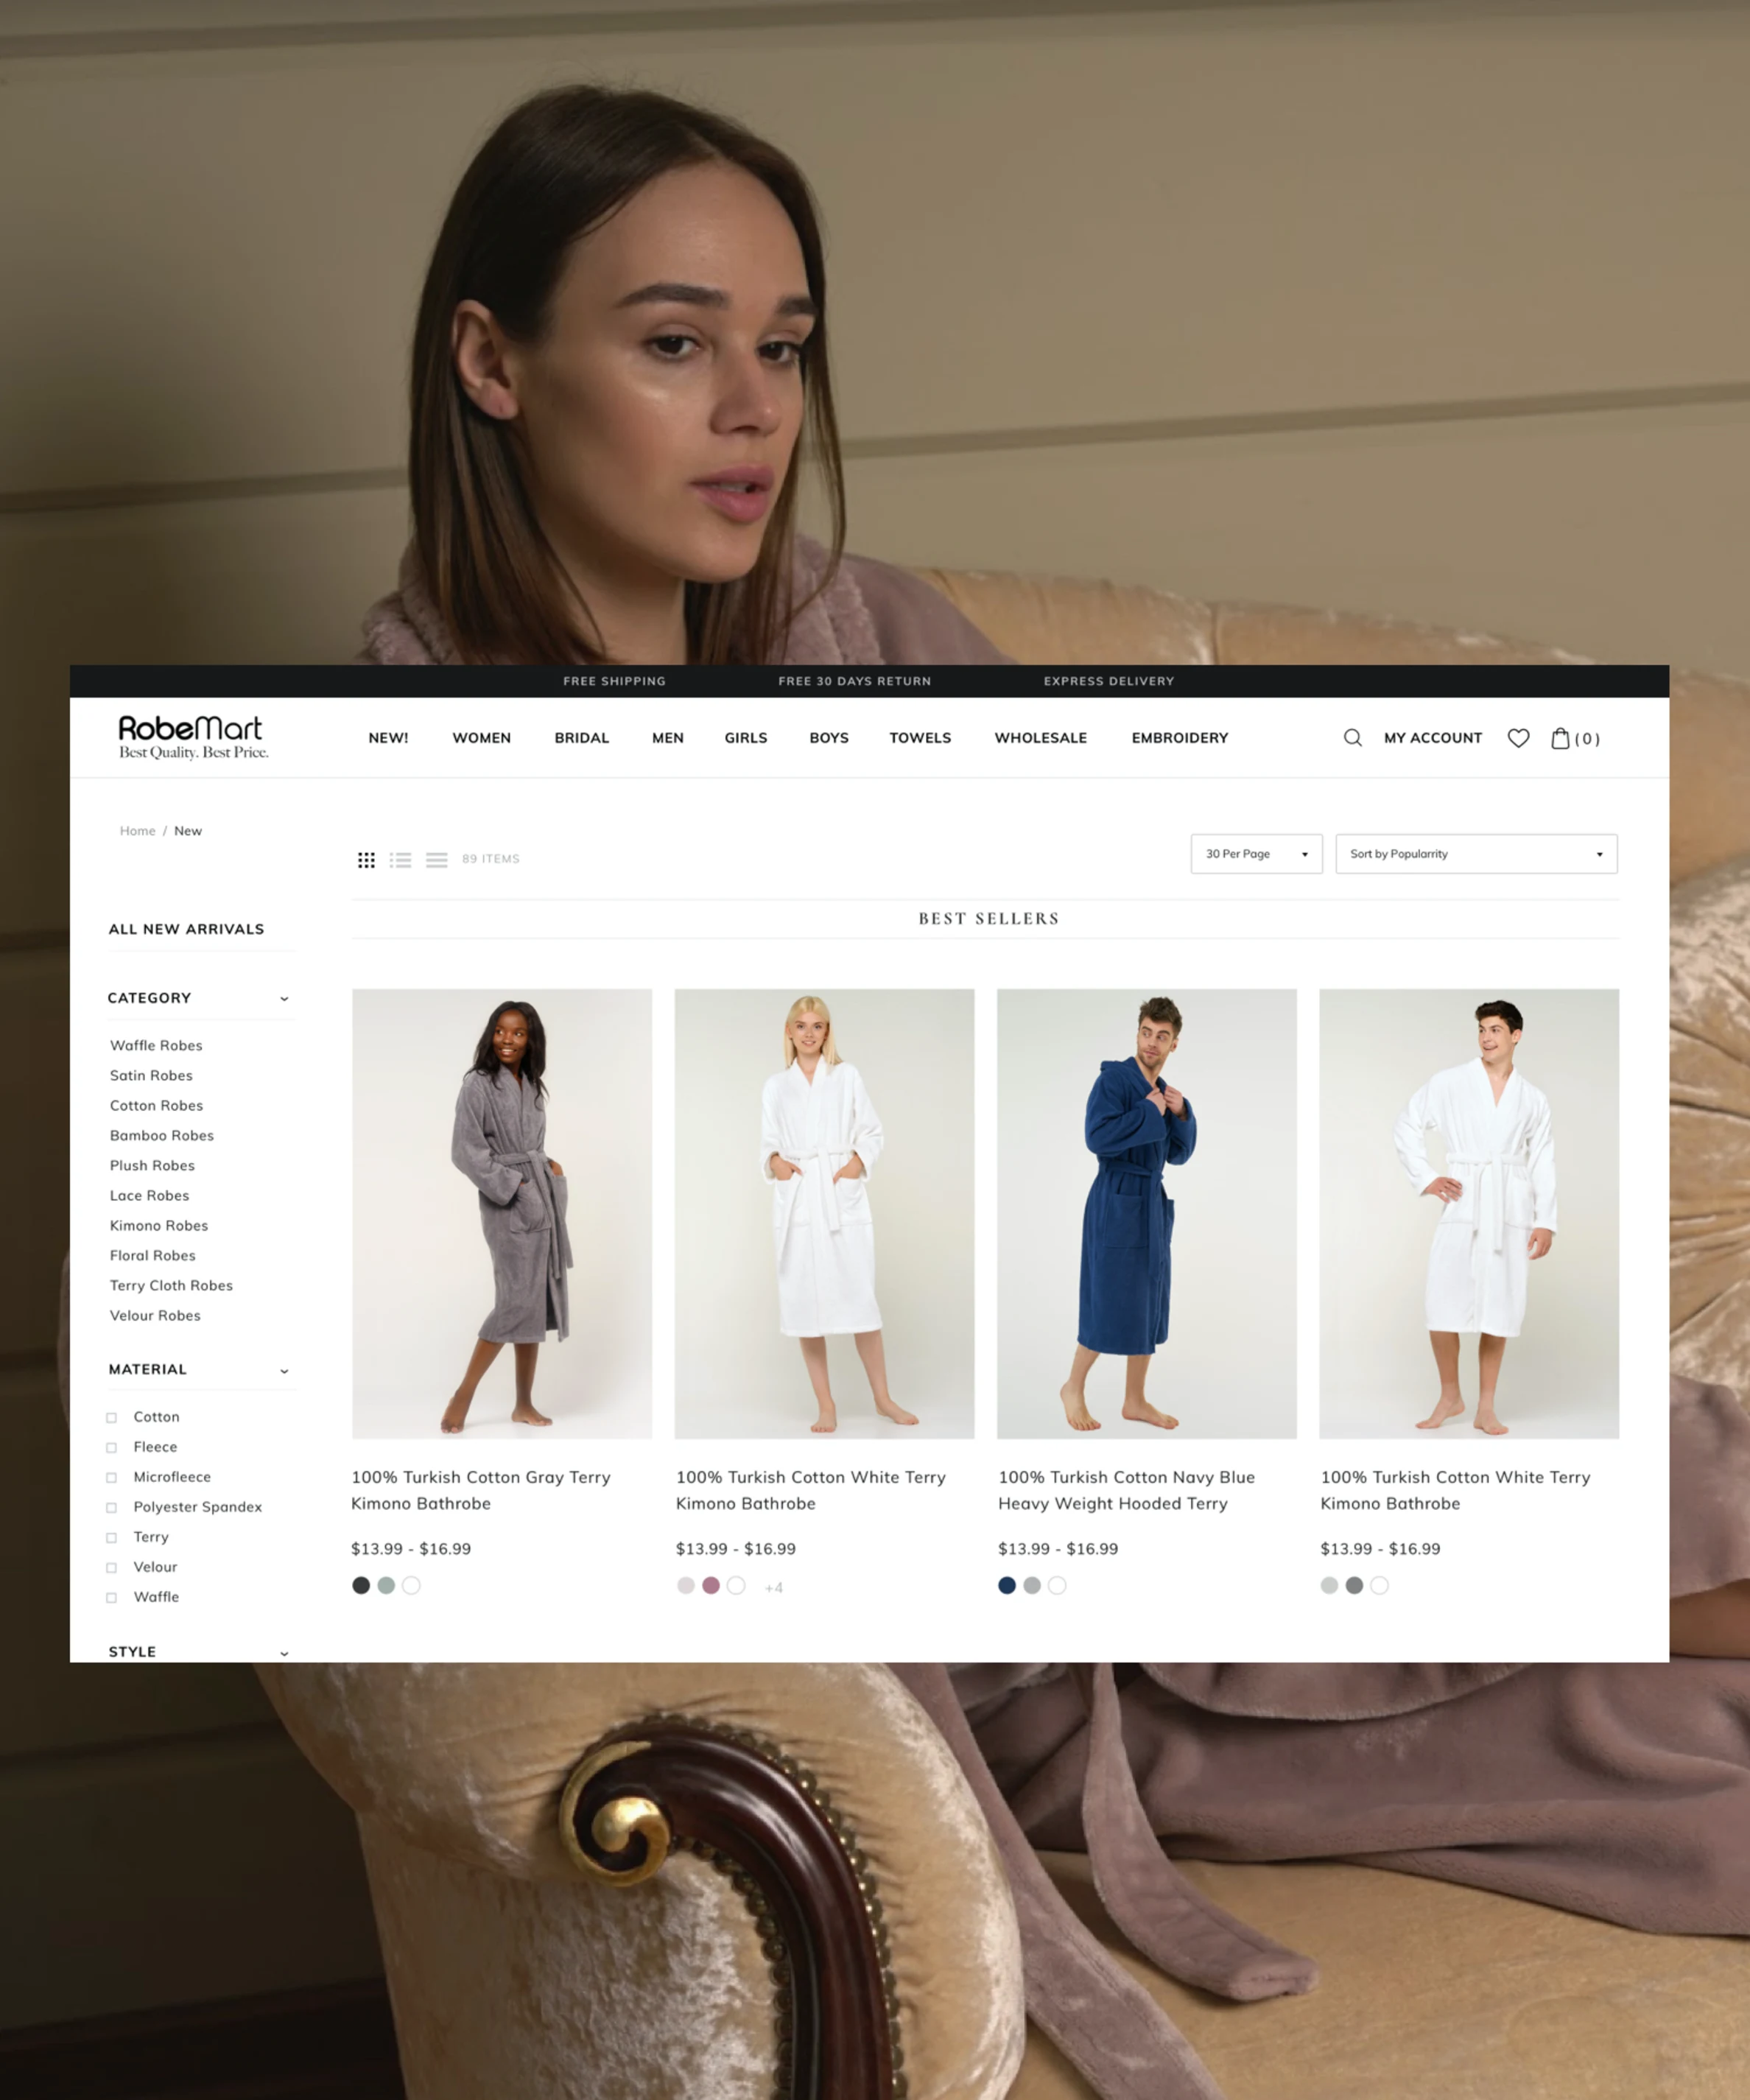 FREE SHIPPING
FREE 30 DAYS RETURN
EXPRESS DELIVERY
RobeMart
Best Quality. Best Price.
NEW!
WOMEN
BRIDAL
MEN
GIRLS
BOYS
TOWELS
WHOLESALE
EMBROIDERY
MY ACCOUNT
(0)
Home / New
89 ITEMS
30 Per Page
Sort by Popularrity
BEST SELLERS
ALL NEW ARRIVALS
CATEGORY
Waffle Robes
Satin Robes
Cotton Robes
Bamboo Robes
Plush Robes
Lace Robes
Kimono Robes
Floral Robes
Terry Cloth Robes
Velour Robes
MATERIAL
Cotton
Fleece
Microfleece
Polyester Spandex
Terry
Velour
Waffle
STYLE
100% Turkish Cotton Gray Terry
Kimono Bathrobe
$13.99 - $16.99
100% Turkish Cotton White Terry
Kimono Bathrobe
$13.99 - $16.99
+4
100% Turkish Cotton Navy Blue
Heavy Weight Hooded Terry
$13.99 - $16.99
100% Turkish Cotton White Terry
Kimono Bathrobe
$13.99 - $16.99